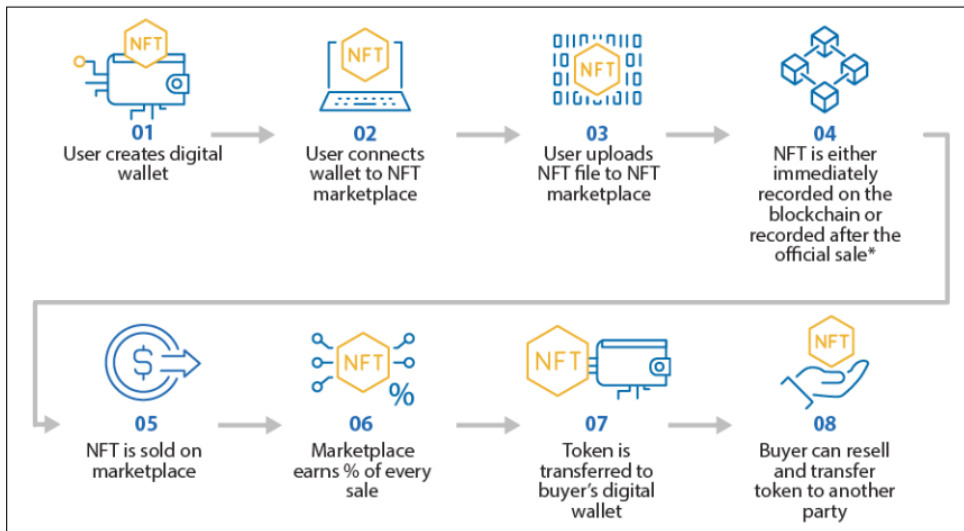 NFT
01
User creates digital
wallet
NFT
02
User connects
wallet to NFT
marketplace
NFT
03
User uploads
NFT file to NFT
marketplace
04
NFT is either
immediately
recorded on the
blockchain or
recorded after the
official sale*
$
05
NFT is sold on
marketplace
NFT
%
06
Marketplace
earns % of every
sale
NFT
07
Token is
transferred to
buyer's digital
wallet
NFT
08
Buyer can resell
and transfer
token to another
party